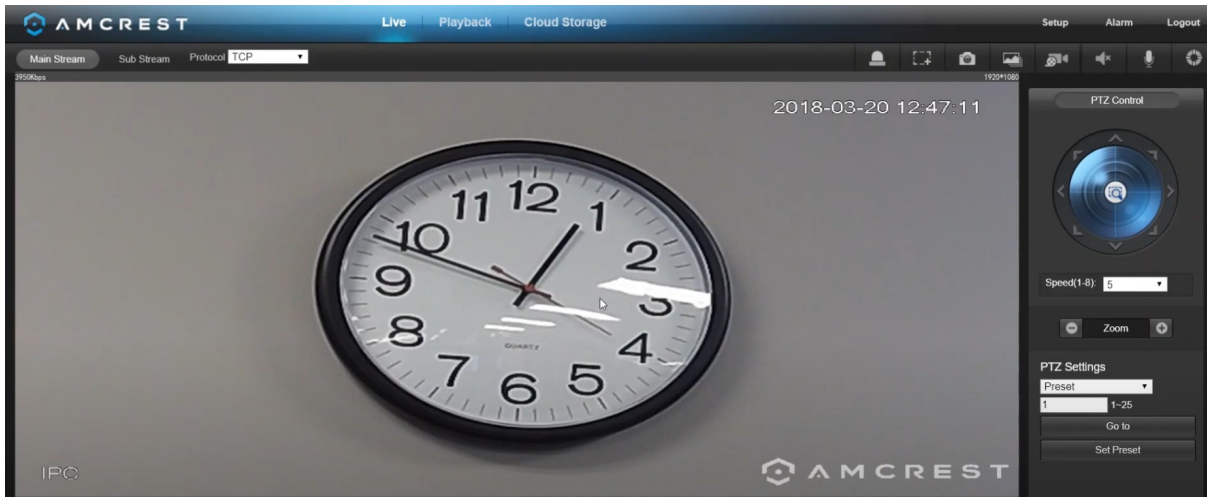 AMCREST
Live
Playback
Cloud Storage
Setup
Alarm
Logout
Main Stream
Sub Stream
Protocol TCP
3950Kbps
1920*1080
2018-03-20 12:47:11
PTZ Control
12
1
2
3
4
5
6
7
8
9
10
11
QUARTZ
Speed(1-8): 5
Zoom
PTZ Settings
Preset
1 1~25
Go to
Set Preset
IPC
AMCREST